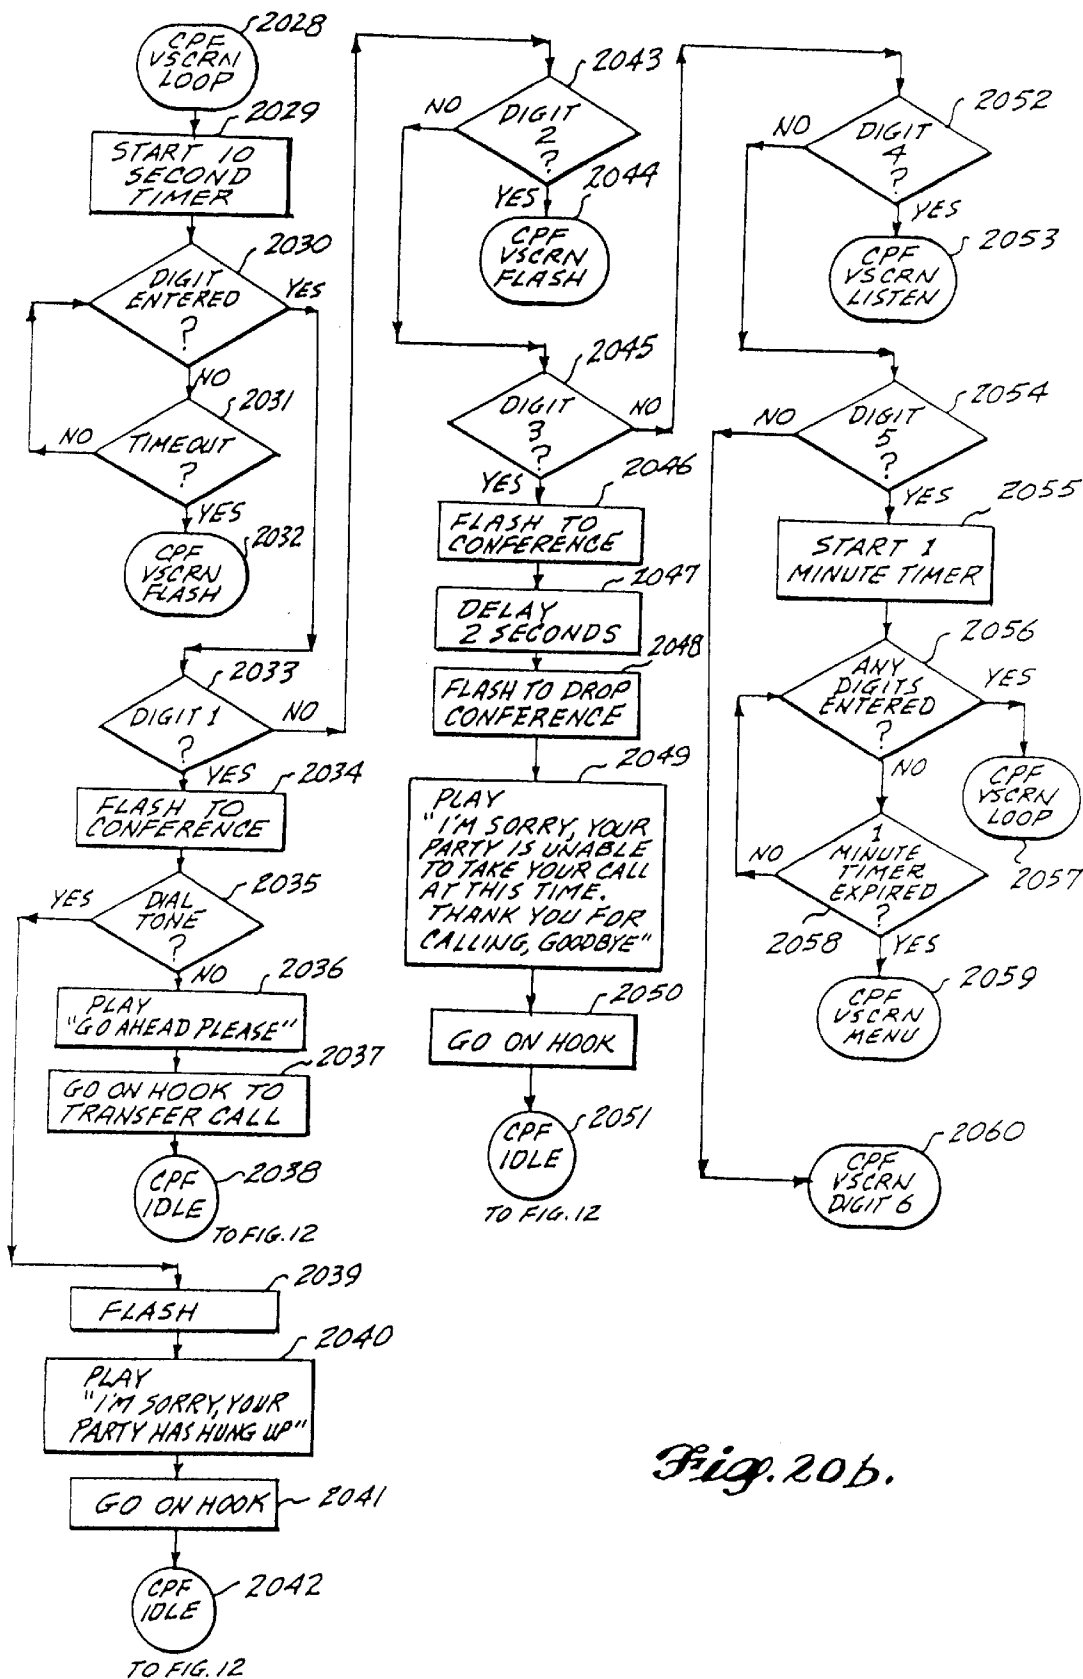 2028
CPF
VSCRN
LOOP
2029
START 10
SECOND
TIMER
2030
DIGIT
ENTERED
?
YES
NO
2031
TIMEOUT
?
NO
YES
2032
CPF
VSCRN
FLASH
2033
DIGIT 1
?
NO
YES
2034
FLASH TO
CONFERENCE
2035
DIAL
TONE
?
YES
NO
2036
PLAY
"GO AHEAD PLEASE"
2037
GO ON HOOK TO
TRANSFER CALL
2038
CPF
IDLE
TO FIG. 12
2039
FLASH
2040
PLAY
"I'M SORRY, YOUR
PARTY HAS HUNG UP"
2041
GO ON HOOK
2042
CPF
IDLE
TO FIG. 12
2043
DIGIT
2
?
NO
YES
2044
CPF
VSCRN
FLASH
2045
DIGIT
3
?
NO
YES
2046
FLASH TO
CONFERENCE
2047
DELAY
2 SECONDS
2048
FLASH TO DROP
CONFERENCE
2049
PLAY
"I'M SORRY, YOUR
PARTY IS UNABLE
TO TAKE YOUR CALL
AT THIS TIME.
THANK YOU FOR
CALLING, GOODBYE"
2050
GO ON HOOK
2051
CPF
IDLE
TO FIG. 12
2052
DIGIT
4
?
NO
YES
2053
CPF
VSCRN
LISTEN
2054
DIGIT
5
?
NO
YES
2055
START 1
MINUTE TIMER
2056
ANY
DIGITS
ENTERED
?
YES
NO
CPF
VSCRN
LOOP
2057
1
MINUTE
TIMER
EXPIRED
?
NO
2058
YES
2059
CPF
VSCRN
MENU
2060
CPF
VSCRN
DIGIT 6
Fig. 20b.